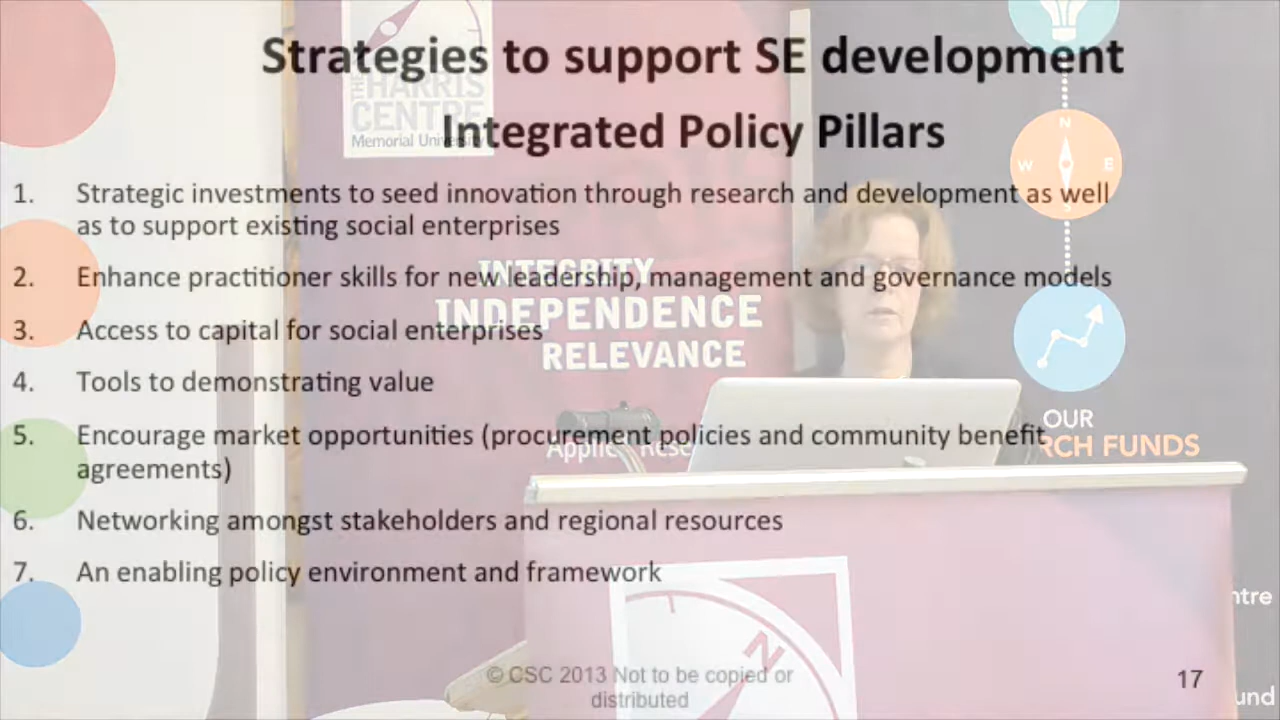 Strategies to support SE development
Integrated Policy Pillars
THE
HARRIS
CENTRE
Memorial University
1. Strategic investments to seed innovation through research and development as well
as to support existing social enterprises
2. Enhance practitioner skills for new leadership, management and governance models
3. Access to capital for social enterprises
4. Tools to demonstrating value
5. Encourage market opportunities (procurement policies and community benefit
agreements)
6. Networking amongst stakeholders and regional resources
7. An enabling policy environment and framework
INTEGRITY
INDEPENDENCE
RELEVANCE
N
W E
S
OUR
FUNDS
N
© CSC 2013 Not to be copied or
distributed
17